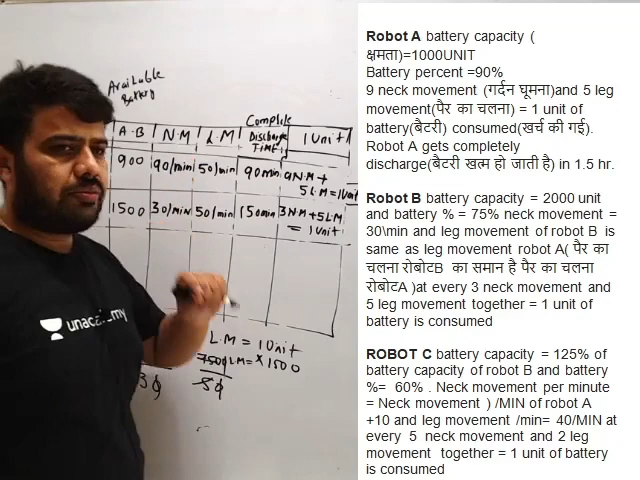 Available
Battery
A.B
N.M
L.M
Complete
Discharge
TIME
1 Unit
900
90/min
50/min
90min
9N.M +
5L.M=1Unit
1500
30/min
50/min
150min
3N.M+5L.M
= 1Unit
L.M = 1Unit
7500 L.M = × 1500
50
unacademy
Robot A battery capacity (
क्षमता)=1000UNIT
Battery percent =90%
9 neck movement (गर्दन घूमना)and 5 leg
movement(पैर का चलना) = 1 unit of
battery(बैटरी) consumed(खर्च की गई).
Robot A gets completely
discharge(बैटरी खत्म हो जाती है) in 1.5 hr.
Robot B battery capacity = 2000 unit
and battery % = 75% neck movement =
30\min and leg movement of robot B is
same as leg movement robot A( पैर का
चलना रोबोटB का समान है पैर का चलना
रोबोटA )at every 3 neck movement and
5 leg movement together = 1 unit of
battery is consumed
ROBOT C battery capacity = 125% of
battery capacity of robot B and battery
%= 60% . Neck movement per minute
= Neck movement ) /MIN of robot A
+10 and leg movement /min= 40/MIN at
every 5 neck movement and 2 leg
movement together = 1 unit of battery
is consumed